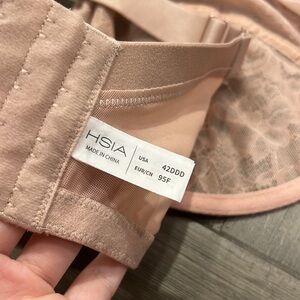 HSIA
MADE IN CHINA
USA 42DDD
EUR/CN 95F